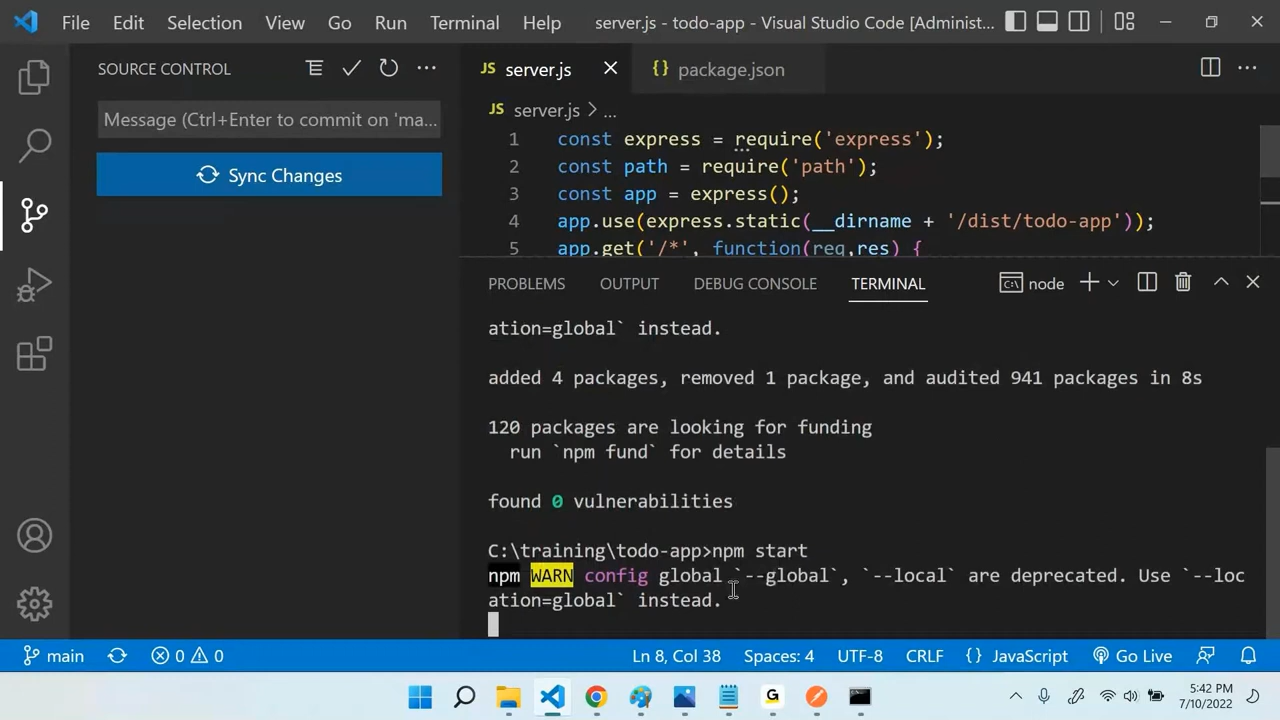 File Edit Selection View Go Run Terminal Help server.js - todo-app - Visual Studio Code [Administ...
SOURCE CONTROL
Message (Ctrl+Enter to commit on 'ma...
Sync Changes
JS server.js
{} package.json
JS server.js > ...
1 const express = require('express');
2 const path = require('path');
3 const app = express();
4 app.use(express.static(__dirname + '/dist/todo-app'));
5 app.get('/*', function(req,res) {
PROBLEMS OUTPUT DEBUG CONSOLE TERMINAL node
ation=global` instead.
added 4 packages, removed 1 package, and audited 941 packages in 8s
120 packages are looking for funding
run `npm fund` for details
found 0 vulnerabilities
C:\training\todo-app>npm start
npm WARN config global `--global`, `--local` are deprecated. Use `--loc
ation=global` instead.
main 0 0 Ln 8, Col 38 Spaces: 4 UTF-8 CRLF {} JavaScript Go Live
5:42 PM
7/10/2022